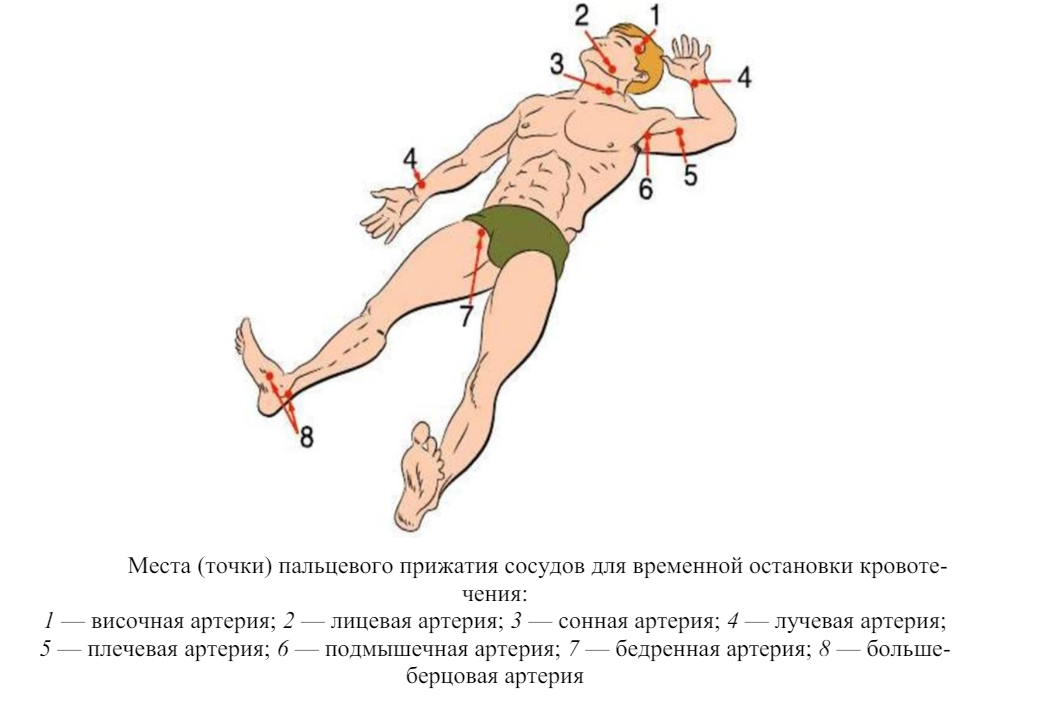 2
1
3
4
4
6
5
7
8
Места (точки) пальцевого прижатия сосудов для временной остановки кровоте-
чения:
1 — височная артерия; 2 — лицевая артерия; 3 — сонная артерия; 4 — лучевая артерия;
5 — плечевая артерия; 6 — подмышечная артерия; 7 — бедренная артерия; 8 — больше-
берцовая артерия